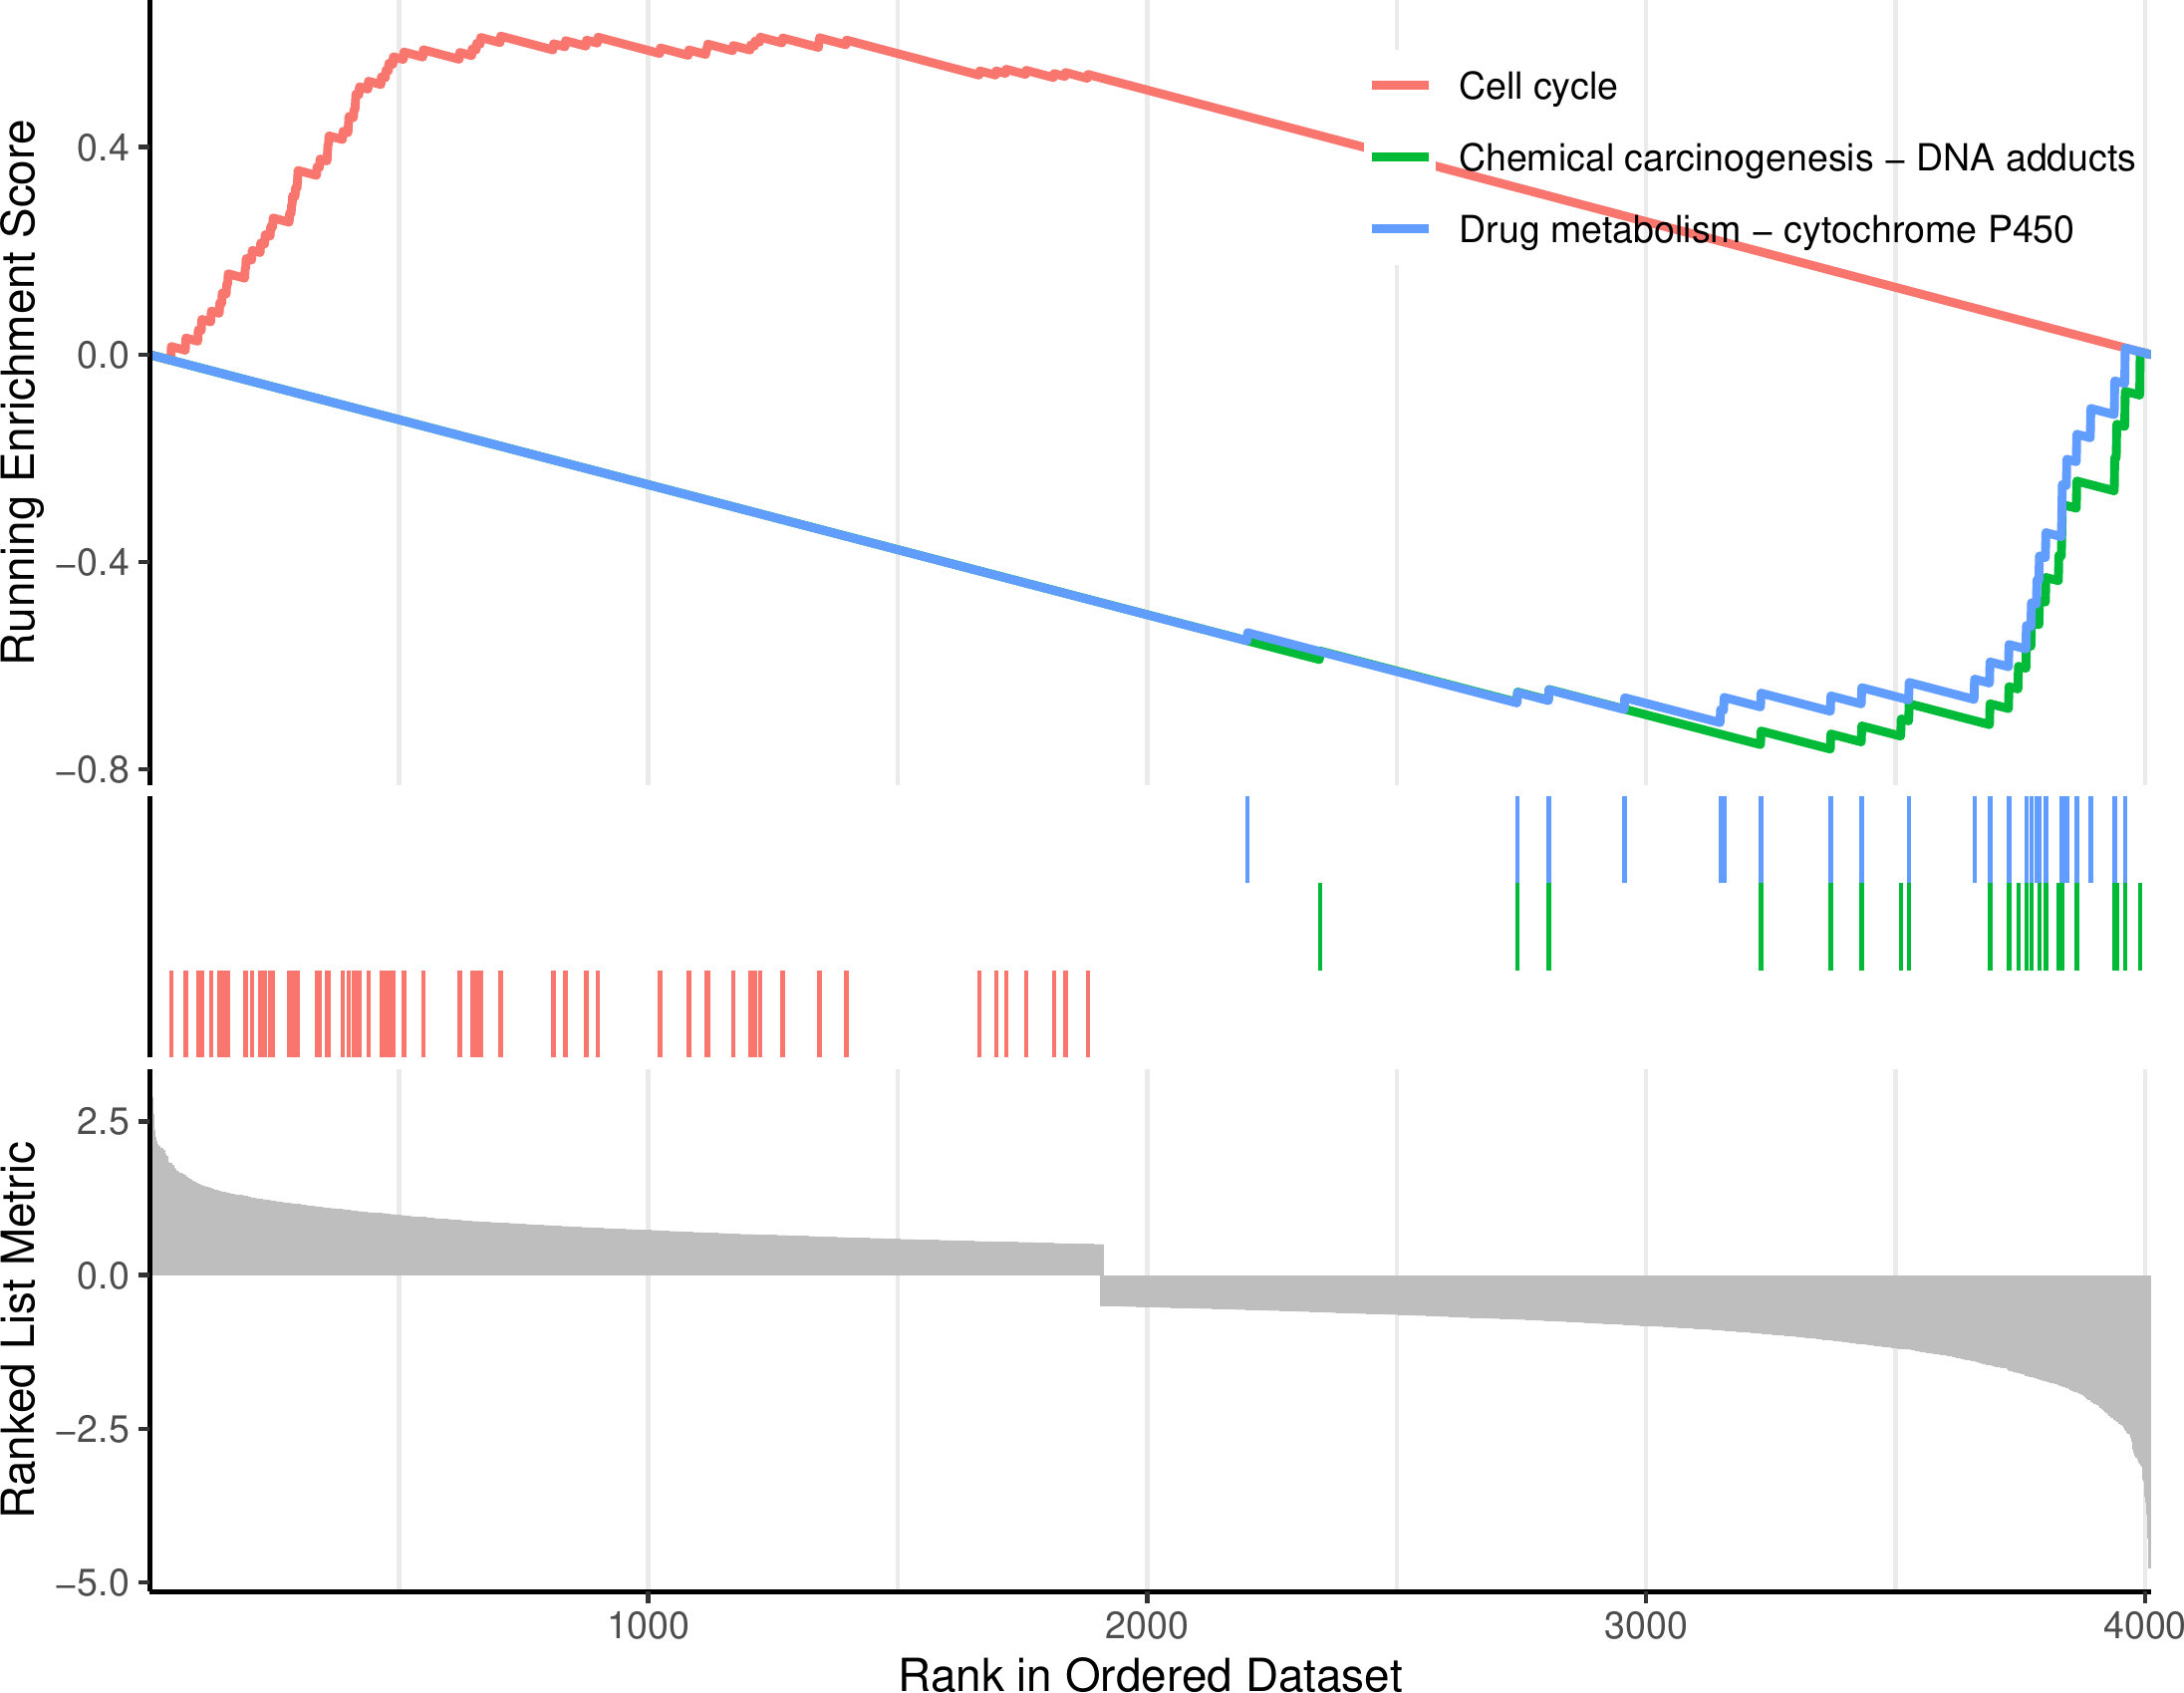 Running Enrichment Score
0.4
0.0
−0.4
−0.8
Cell cycle
Chemical carcinogenesis − DNA adducts
Drug metabolism − cytochrome P450
Ranked List Metric
2.5
0.0
−2.5
−5.0
1000
2000
3000
4000
Rank in Ordered Dataset